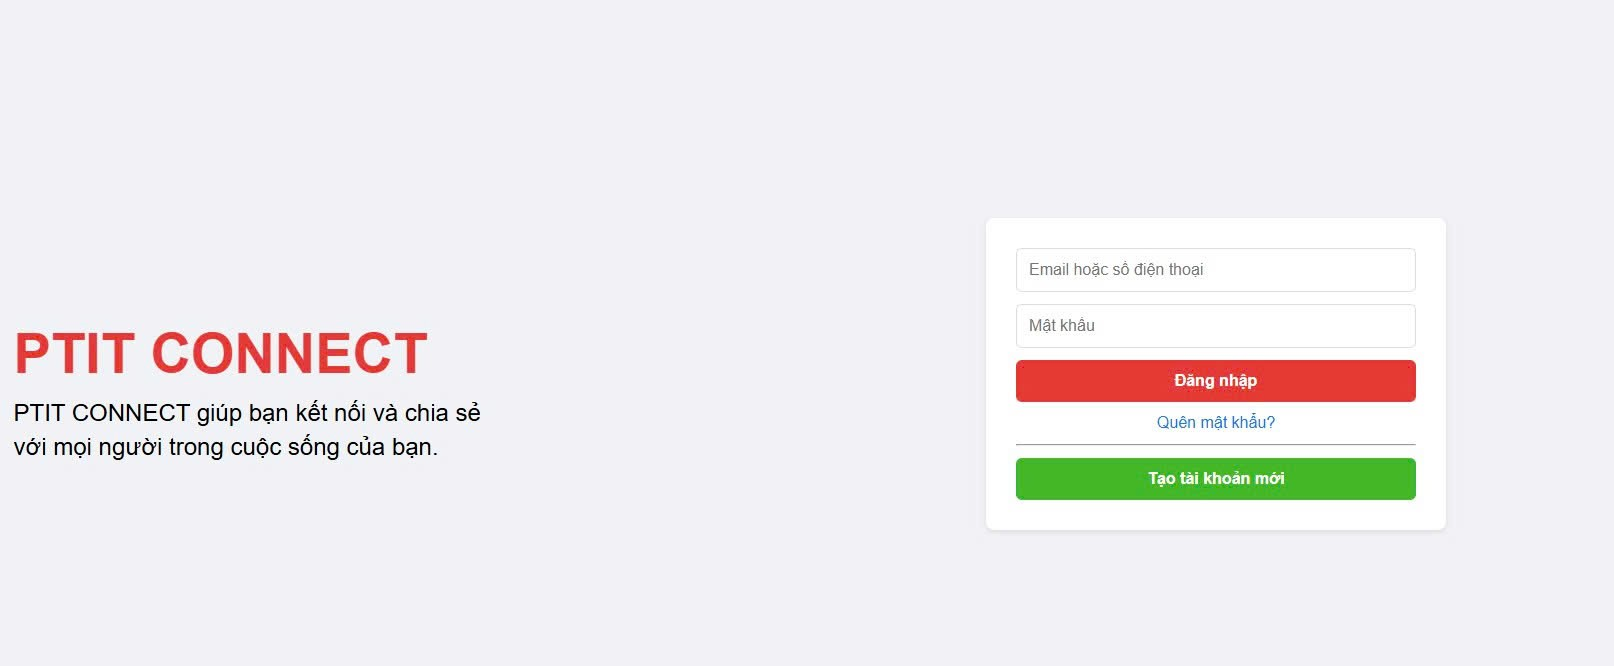 PTIT CONNECT
PTIT CONNECT giúp bạn kết nối và chia sẻ
với mọi người trong cuộc sống của bạn.
Email hoặc số điện thoại
Mật khẩu
Đăng nhập
Quên mật khẩu?
Tạo tài khoản mới